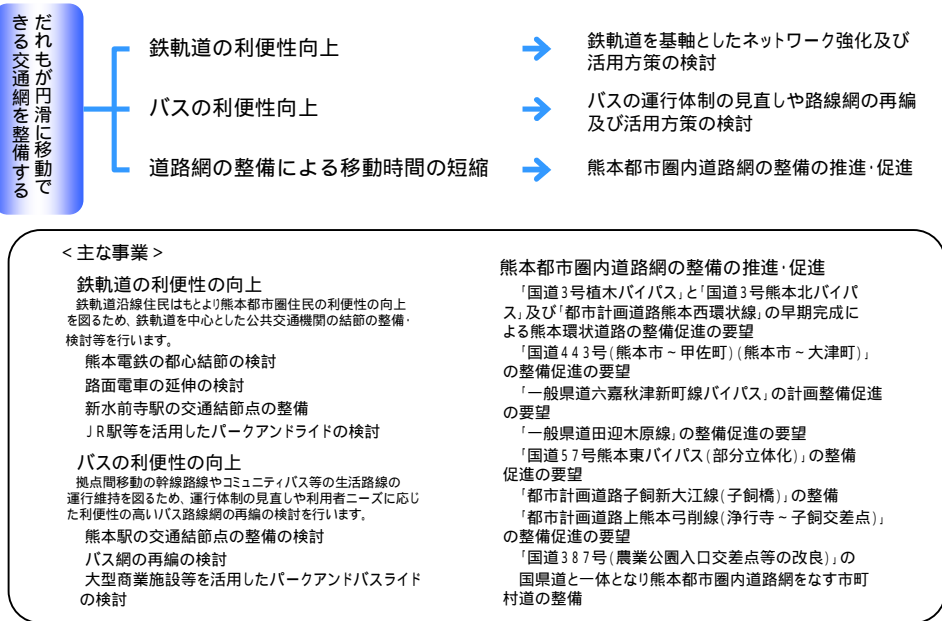 だれもが円滑に移動で
きる交通網を整備する
鉄軌道の利便性向上
鉄軌道を基軸としたネットワーク強化及び
活用方策の検討
バスの利便性向上
バスの運行体制の見直しや路線網の再編
及び活用方策の検討
道路網の整備による移動時間の短縮
熊本都市圏内道路網の整備の推進・促進
<主な事業>
鉄軌道の利便性の向上
鉄軌道沿線住民はもとより熊本都市圏住民の利便性の向上
を図るため、鉄軌道を中心とした公共交通機関の結節の整備・
検討等を行います。
熊本電鉄の都心結節の検討
路面電車の延伸の検討
新水前寺駅の交通結節点の整備
JR駅等を活用したパークアンドライドの検討
バスの利便性の向上
拠点間移動の幹線路線やコミュニティバス等の生活路線の
運行維持を図るため、運行体制の見直しや利用者ニーズに応じ
た利便性の高いバス路線網の再編の検討を行います。
熊本駅の交通結節点の整備の検討
バス網の再編の検討
大型商業施設等を活用したパークアンドバスライド
の検討
熊本都市圏内道路網の整備の推進・促進
「国道3号植木バイパス」と「国道3号熊本北バイパ
ス」及び「都市計画道路熊本西環状線」の早期完成に
よる熊本環状道路の整備促進の要望
「国道443号(熊本市~甲佐町)(熊本市~大津町)」
の整備促進の要望
「一般県道六嘉秋津新町線バイパス」の計画整備促進
の要望
「一般県道田迎木原線」の整備促進の要望
「国道57号熊本東バイパス(部分立体化)」の整備
促進の要望
「都市計画道路子飼新大江線(子飼橋)」の整備
「都市計画道路上熊本弓削線(浄行寺~子飼交差点)」
の整備促進の要望
「国道387号(農業公園入口交差点等の改良)」の
国県道と一体となり熊本都市圏内道路網をなす市町
村道の整備